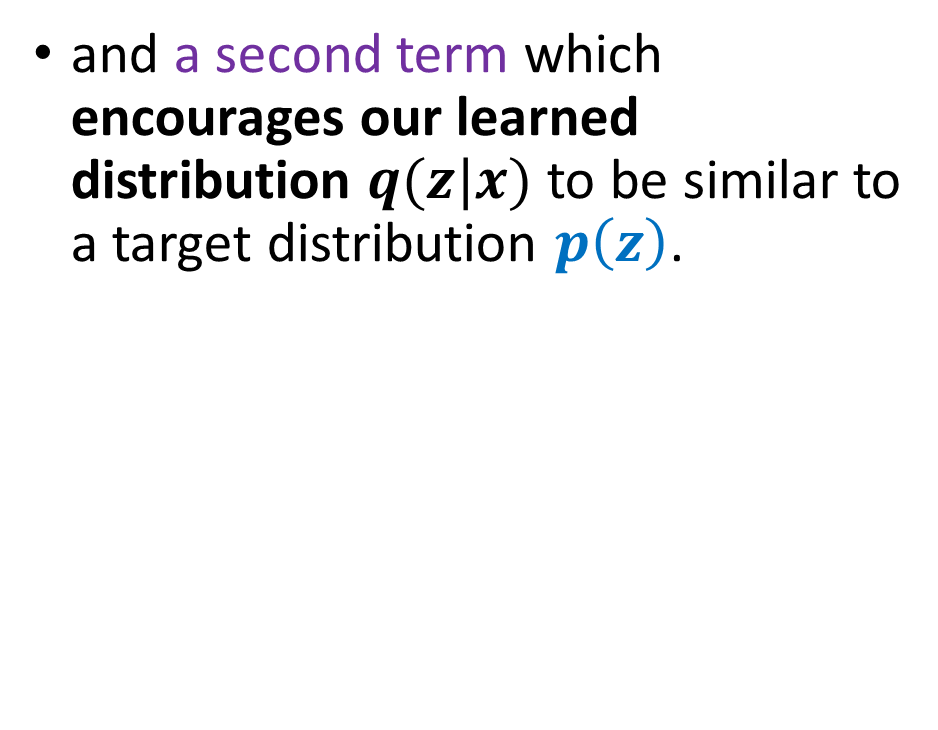 • and a second term which
encourages our learned
distribution q(z|x) to be similar to
a target distribution p(z).